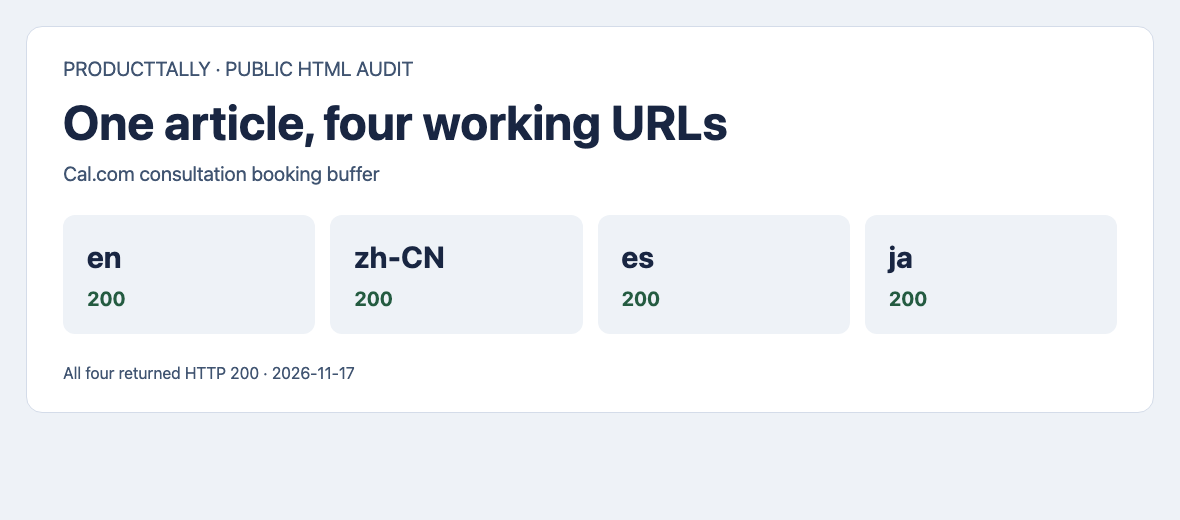 PRODUCTTALLY · PUBLIC HTML AUDIT
One article, four working URLs
Cal.com consultation booking buffer
en
200
zh-CN
200
es
200
ja
200
All four returned HTTP 200 · 2026-11-17